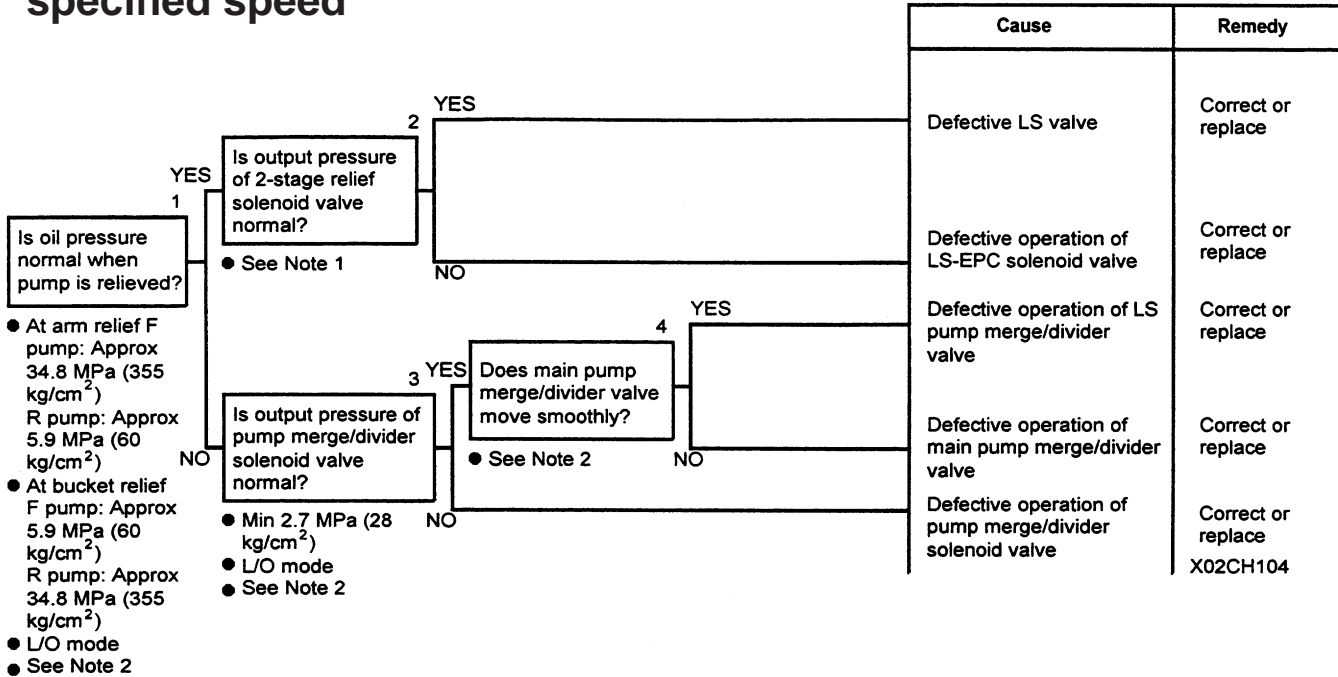 specified speed
Cause
Remedy
YES
2
Is output pressure
of 2-stage relief
solenoid valve
normal?
● See Note 1
NO
YES
1
Is oil pressure
normal when
pump is relieved?
● At arm relief F
pump: Approx
34.8 MPa (355
kg/cm²)
R pump: Approx
5.9 MPa (60
kg/cm²)
● At bucket relief
F pump: Approx
5.9 MPa (60
kg/cm²)
R pump: Approx
34.8 MPa (355
kg/cm²)
● L/O mode
● See Note 2
NO
3
Is output pressure of
pump merge/divider
solenoid valve
normal?
● Min 2.7 MPa (28
kg/cm²)
● L/O mode
● See Note 2
YES
NO
4
Does main pump
merge/divider valve
move smoothly?
● See Note 2
YES
NO
Defective LS valve
Correct or
replace
Defective operation of
LS-EPC solenoid valve
Correct or
replace
Defective operation of LS
pump merge/divider
valve
Correct or
replace
Defective operation of
main pump merge/divider
valve
Correct or
replace
Defective operation of
pump merge/divider
solenoid valve
Correct or
replace
X02CH104